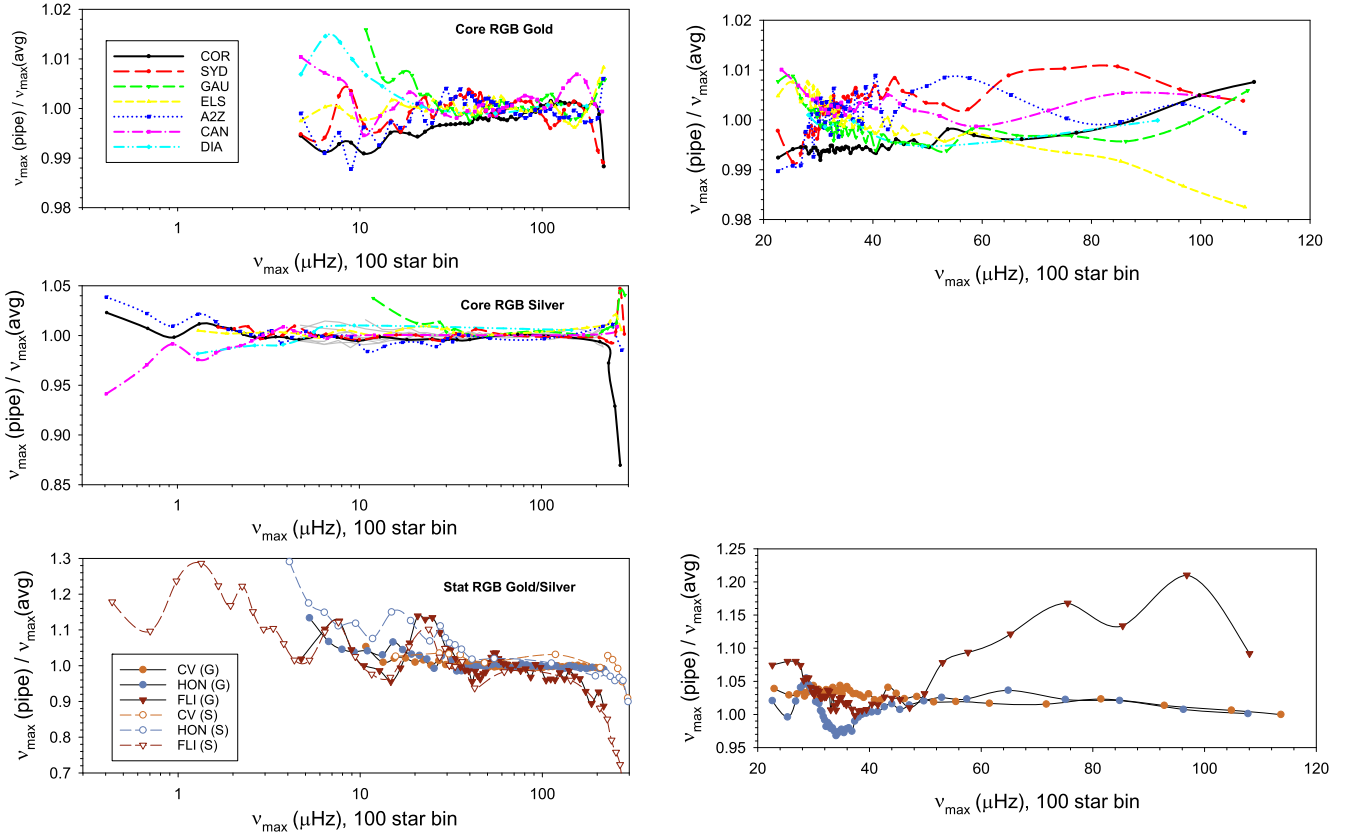 Core RGB Gold
1.02
1.01
1.00
0.99
0.98
νmax (pipe) / νmax(avg)
COR
SYD
GAU
ELS
A2Z
CAN
DIA
1 10 100
νmax (μHz), 100 star bin
1.02
1.01
1.00
0.99
0.98
νmax (pipe) / νmax(avg)
20 40 60 80 100 120
νmax (μHz), 100 star bin
Core RGB Silver
1.05
1.00
0.95
0.90
0.85
νmax (pipe) / νmax(avg)
1 10 100
νmax (μHz), 100 star bin
Stat RGB Gold/Silver
1.3
1.2
1.1
1.0
0.9
0.8
0.7
νmax (pipe) / νmax(avg)
CV (G)
HON (G)
FLI (G)
CV (S)
HON (S)
FLI (S)
1 10 100
νmax (μHz), 100 star bin
1.25
1.20
1.15
1.10
1.05
1.00
0.95
νmax (pipe) / νmax(avg)
20 40 60 80 100 120
νmax (μHz), 100 star bin